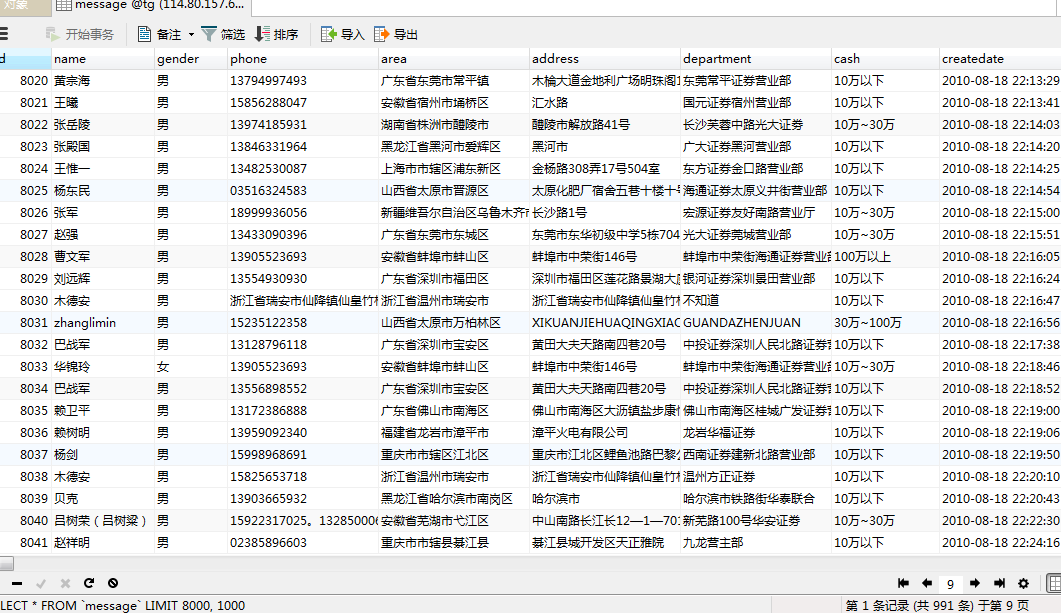 对象 message @tg (114.80.157.6...
开始事务 备注 筛选 排序 导入 导出
d name gender phone area address department cash createdate
8020 黄宗海 男 13794997493 广东省东莞市常平镇 木棆大道金地利广场明珠阁1 东莞常平证券营业部 10万以下 2010-08-18 22:13:29
8021 王曦 男 15856288047 安徽省宿州市埇桥区 汇水路 国元证券宿州营业部 10万以下 2010-08-18 22:13:41
8022 张岳陵 男 13974185931 湖南省株洲市醴陵市 醴陵市解放路41号 长沙芙蓉中路光大证劵 10万~30万 2010-08-18 22:14:03
8023 张殿国 男 13846331964 黑龙江省黑河市爱辉区 黑河市 广大证券黑河营业部 10万以下 2010-08-18 22:14:20
8024 王惟一 男 13482530087 上海市市辖区浦东新区 金杨路308弄17号504室 东方证券金口路营业部 10万以下 2010-08-18 22:14:25
8025 杨东民 男 03516324583 山西省太原市晋源区 太原化肥厂宿舍五巷十楼十 海通证券太原义井街营业部 10万以下 2010-08-18 22:14:54
8026 张军 男 18999936056 新疆维吾尔自治区乌鲁木齐市 长沙路1号 宏源证券友好南路营业厅 10万~30万 2010-08-18 22:15:00
8027 赵强 男 13433090396 广东省东莞市东城区 东莞市东华初级中学5栋704 光大证券莞城营业部 10万~30万 2010-08-18 22:15:51
8028 曹文军 男 13905523693 安徽省蚌埠市蚌山区 蚌埠市中荣街146号 蚌埠市中荣街海通证券营业 100万以上 2010-08-18 22:16:05
8029 刘远辉 男 13554930930 广东省深圳市福田区 深圳市福田区莲花路景湖大 银河证券深圳景田营业部 10万以下 2010-08-18 22:16:24
8030 木德安 男 浙江省瑞安市仙降镇仙皇竹 浙江省温州市瑞安市 浙江省瑞安市仙降镇仙皇竹 不知道 10万以下 2010-08-18 22:16:47
8031 zhanglimin 男 15235122358 山西省太原市万柏林区 XIKUANJIEHUAQINGXIAO GUANDAZHENJUAN 30万~100万 2010-08-18 22:16:56
8032 巴战军 男 13128796118 广东省深圳市宝安区 黄田大夫天路南四巷20号 中投证券深圳人民北路证券 10万以下 2010-08-18 22:17:38
8033 华锦玲 女 13905523693 安徽省蚌埠市蚌山区 蚌埠市中荣街146号 蚌埠市中荣街海通证券营业 10万~30万 2010-08-18 22:18:46
8034 巴战军 男 13556898552 广东省深圳市宝安区 黄田大夫天路南四巷20号 中投证券深圳人民北路证券 10万以下 2010-08-18 22:18:52
8035 赖卫平 男 13172386888 广东省佛山市南海区 佛山市南海区大沥镇盐步康 佛山市南海区桂城广发证券 10万以下 2010-08-18 22:19:00
8036 赖树明 男 13959092340 福建省龙岩市漳平市 漳平火电有限公司 龙岩华福证券 10万以下 2010-08-18 22:19:06
8037 杨剑 男 15998968691 重庆市市辖区江北区 重庆市江北区鲤鱼池路巴黎 西南证券建新北路营业部 10万以下 2010-08-18 22:19:50
8038 木德安 男 15825653718 浙江省温州市瑞安市 浙江省瑞安市仙降镇仙皇竹 温州方正证券 10万以下 2010-08-18 22:20:10
8039 贝克 男 13903665932 黑龙江省哈尔滨市南岗区 哈尔滨市 哈尔滨市铁路街华泰联合 10万以下 2010-08-18 22:20:43
8040 吕树荣（吕树梁） 男 15922317025。13285000 安徽省芜湖市弋江区 中山南路长江长12—1—701 新芜路100号华安证劵 10万~30万 2010-08-18 22:22:30
8041 赵祥明 男 02385896603 重庆市市辖县綦江县 綦江县城开发区天正雅院 九龙营主部 10万以下 2010-08-18 22:24:16
9
LECT * FROM `message` LIMIT 8000, 1000 第 1 条记录 (共 991 条) 于第 9 页